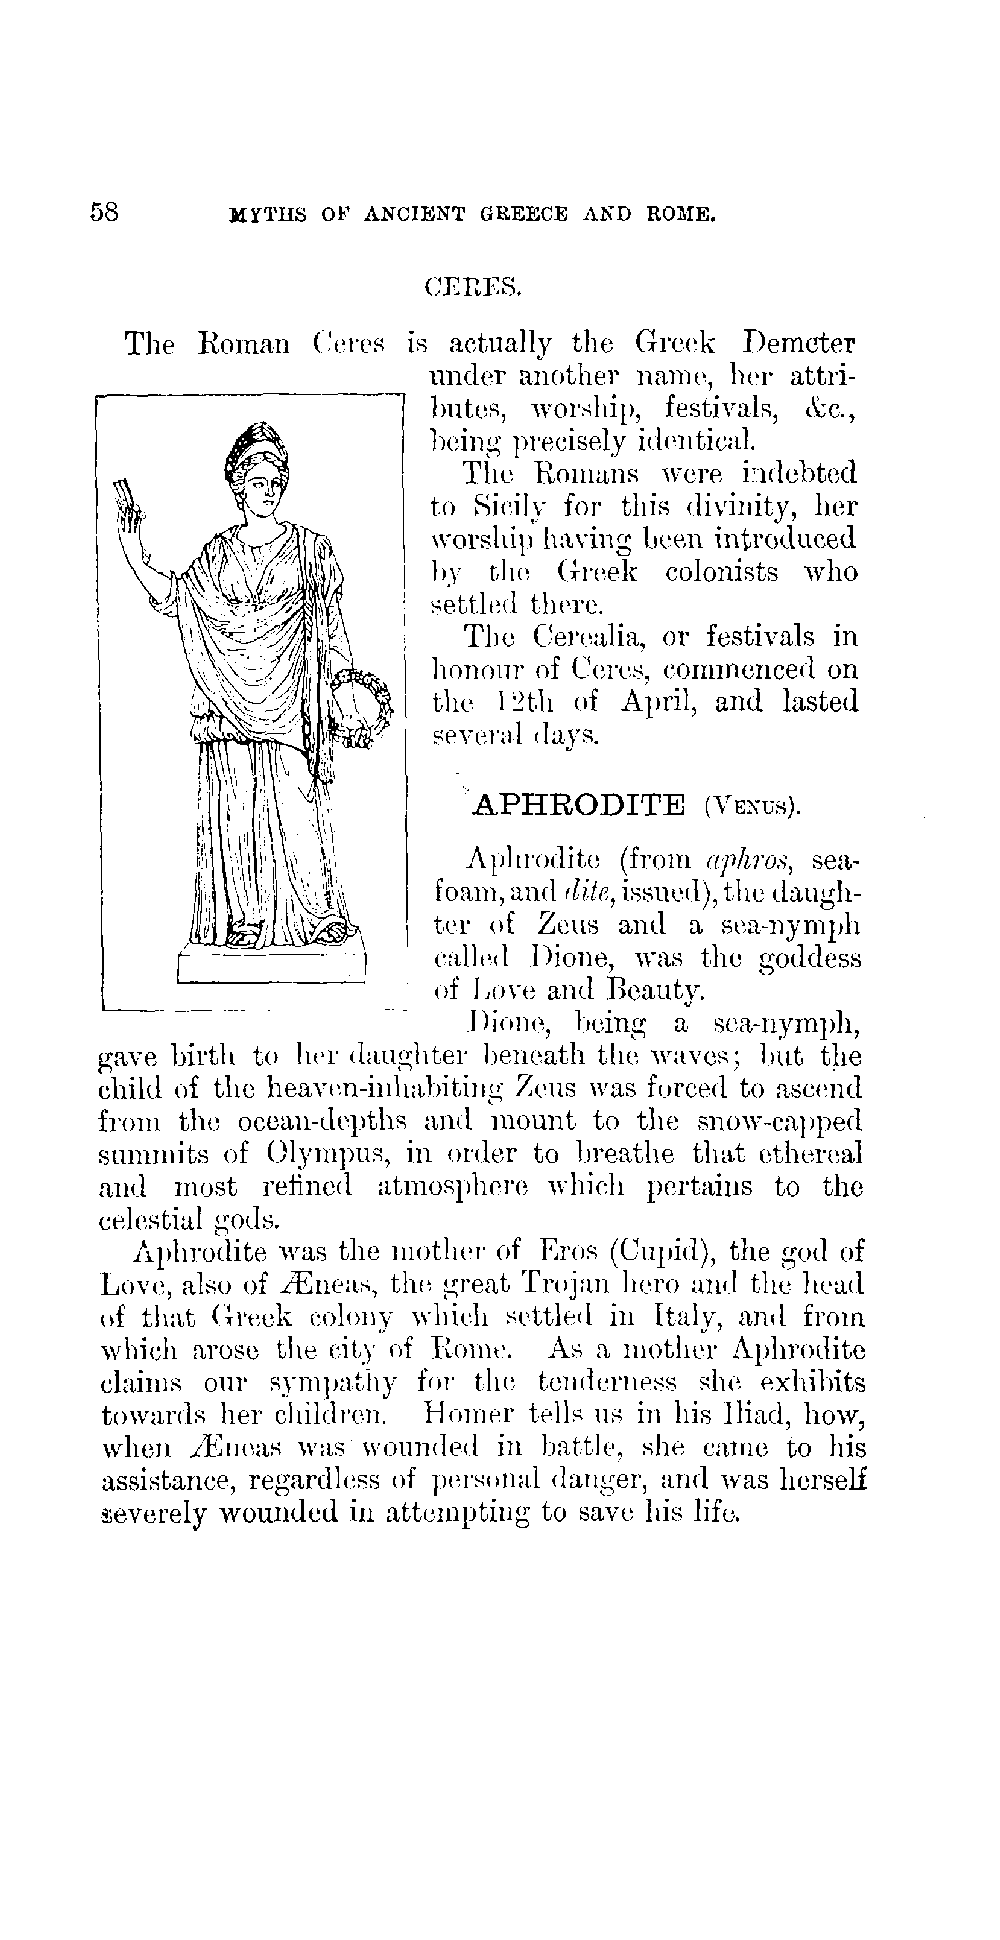 58 MYTHS OF ANCIENT GREECE AND ROME.
CERES.
The Roman Ceres is actually the Greek Demeter
under another name, her attri-
butes, worship, festivals, &c.,
being precisely identical.
The Romans were indebted
to Sicily for this divinity, her
worship having been introduced
by the Greek colonists who
settled there.
The Cerealia, or festivals in
honour of Ceres, commenced on
the 12th of April, and lasted
several days.
APHRODITE (VENUS).
Aphrodite (from aphros, sea-
foam, and dite, issued), the daugh-
ter of Zeus and a sea-nymph
called Dione, was the goddess
of Love and Beauty.
Dione, being a sea-nymph,
gave birth to her daughter beneath the waves; but the
child of the heaven-inhabiting Zeus was forced to ascend
from the ocean-depths and mount to the snow-capped
summits of Olympus, in order to breathe that ethereal
and most refined atmosphere which pertains to the
celestial gods.
Aphrodite was the mother of Eros (Cupid), the god of
Love, also of Æneas, the great Trojan hero and the head
of that Greek colony which settled in Italy, and from
which arose the city of Rome. As a mother Aphrodite
claims our sympathy for the tenderness she exhibits
towards her children. Homer tells us in his Iliad, how,
when Æneas was wounded in battle, she came to his
assistance, regardless of personal danger, and was herself
severely wounded in attempting to save his life.